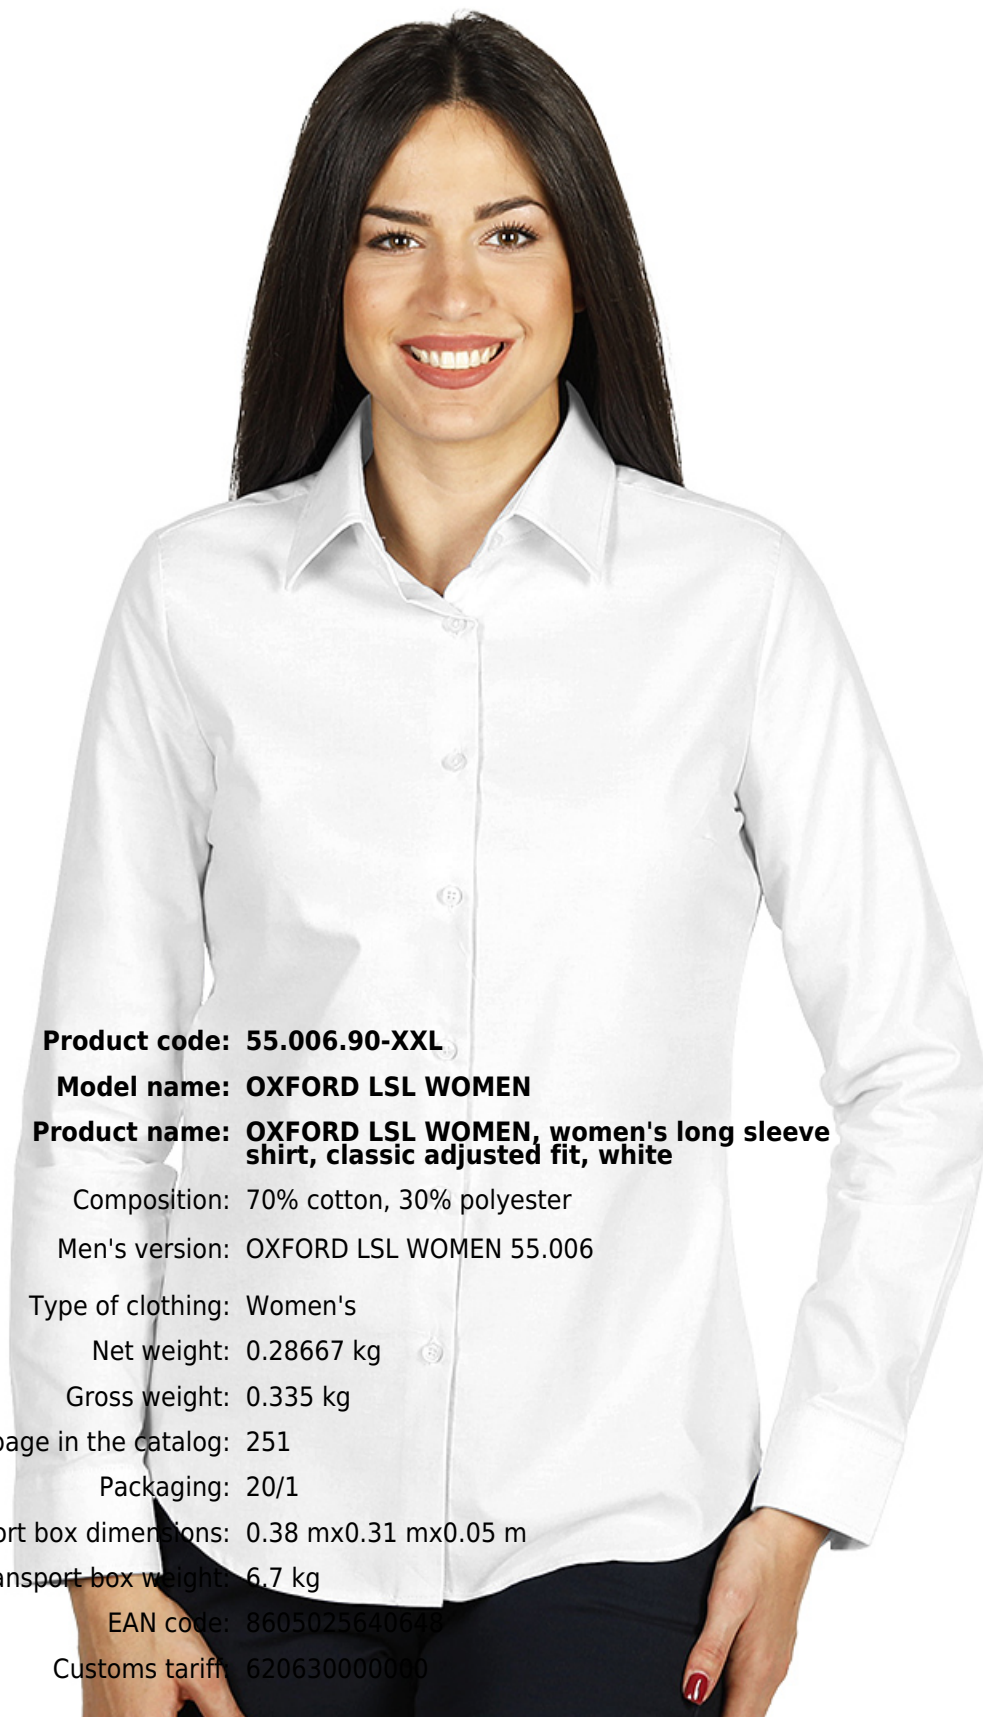 Product code: 55.006.90-XXL
Model name: OXFORD LSL WOMEN
Product name: OXFORD LSL WOMEN, women's long sleeve
shirt, classic adjusted fit, white
Composition: 70% cotton, 30% polyester
Men's version: OXFORD LSL WOMEN 55.006
Type of clothing: Women's
Net weight: 0.28667 kg
Gross weight: 0.335 kg
page in the catalog: 251
Packaging: 20/1
ort box dimensions: 0.38 mx0.31 mx0.05 m
ansport box weight: 6.7 kg
EAN code: 8605025640648
Customs tariff: 620630000000